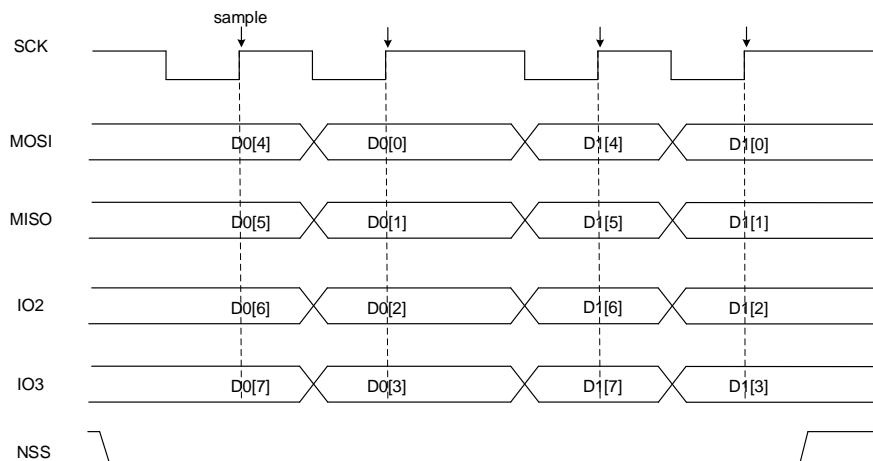 sample
SCK
MOSI D0[4] D0[0] D1[4] D1[0]
MISO D0[5] D0[1] D1[5] D1[1]
IO2 D0[6] D0[2] D1[6] D1[2]
IO3 D0[7] D0[3] D1[7] D1[3]
NSS